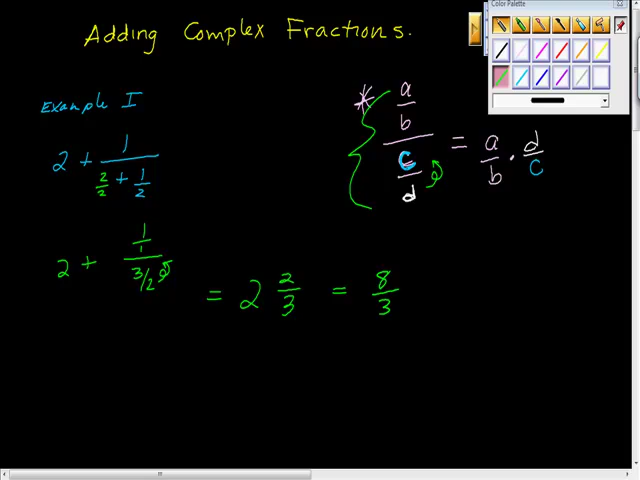 Color Palette
Adding Complex Fractions.
Example I
2 + 1/(2/2 + 1/2)
* (a/b)/(c/d) = a/b · d/c
2 + (1/1)/(3/2) = 2 2/3 = 8/3